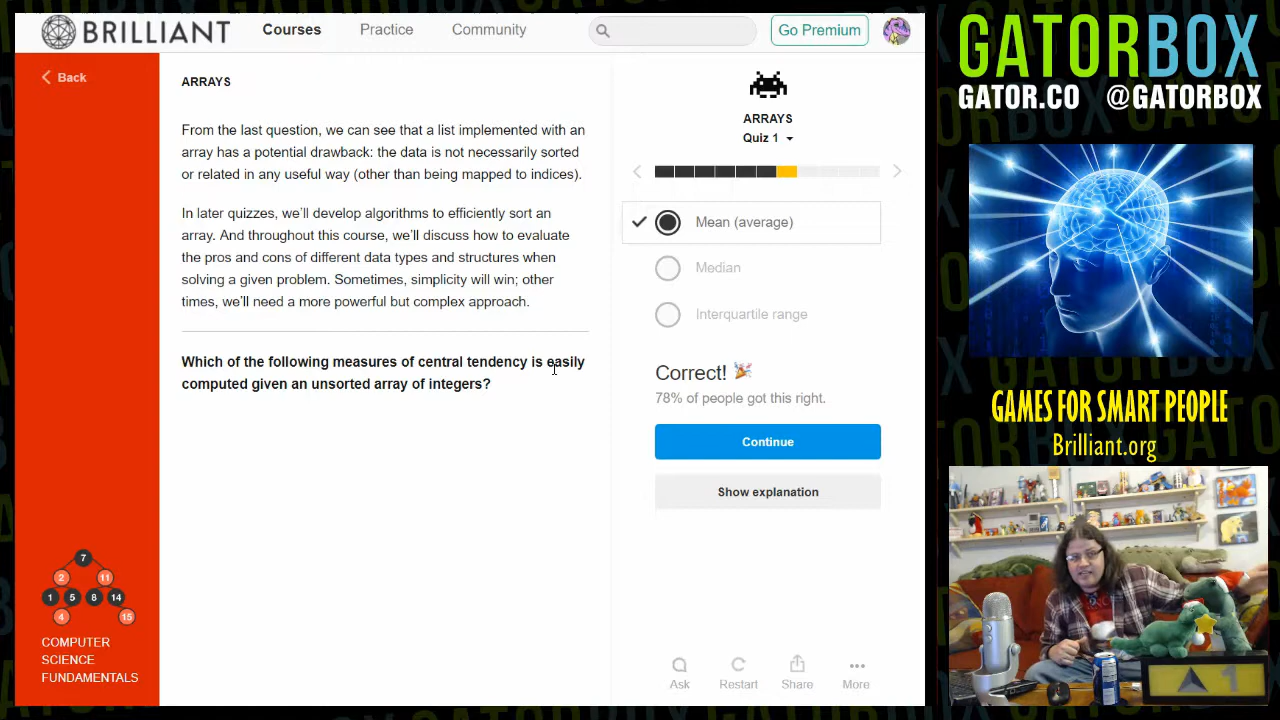 BRILLIANT
Courses
Practice
Community
Go Premium
GATORBOX
GATOR.CO @GATORBOX
Back
ARRAYS
From the last question, we can see that a list implemented with an
array has a potential drawback: the data is not necessarily sorted
or related in any useful way (other than being mapped to indices).
In later quizzes, we'll develop algorithms to efficiently sort an
array. And throughout this course, we'll discuss how to evaluate
the pros and cons of different data types and structures when
solving a given problem. Sometimes, simplicity will win; other
times, we'll need a more powerful but complex approach.
Which of the following measures of central tendency is easily
computed given an unsorted array of integers?
ARRAYS
Quiz 1
Mean (average)
Median
Interquartile range
Correct!
78% of people got this right.
Continue
Show explanation
Ask
Restart
Share
More
7
2
11
1
5
8
14
4
15
COMPUTER
SCIENCE
FUNDAMENTALS
GAMES FOR SMART PEOPLE
Brilliant.org
1